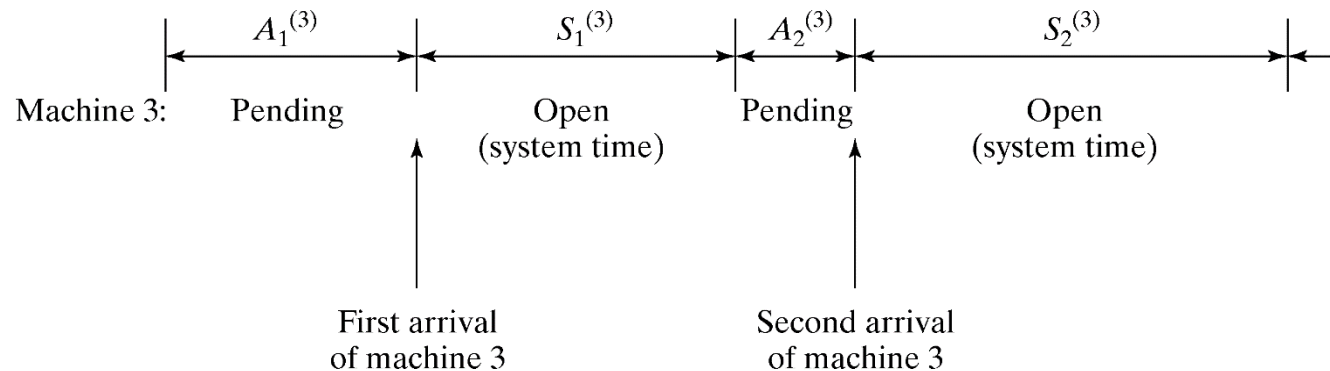 A₁⁽³⁾ S₁⁽³⁾ A₂⁽³⁾ S₂⁽³⁾
Machine 3: Pending Open Pending Open
(system time) (system time)
First arrival Second arrival
of machine 3 of machine 3